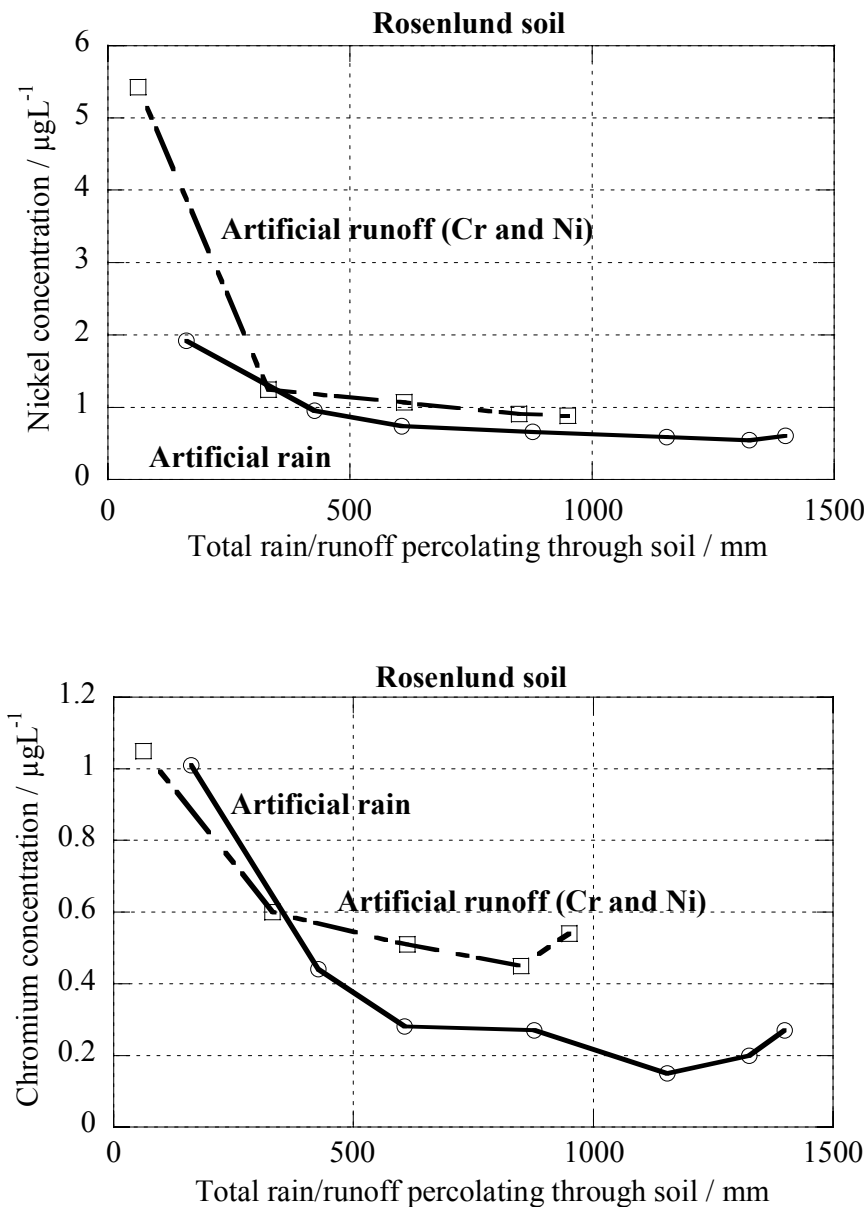 Rosenlund soil
6
5
4
3
2
1
0
Nickel concentration / µgL⁻¹
Artificial runoff (Cr and Ni)
Artificial rain
0 500 1000 1500
Total rain/runoff percolating through soil / mm
Rosenlund soil
1.2
1
0.8
0.6
0.4
0.2
0
Chromium concentration / µgL⁻¹
Artificial rain
Artificial runoff (Cr and Ni)
0 500 1000 1500
Total rain/runoff percolating through soil / mm